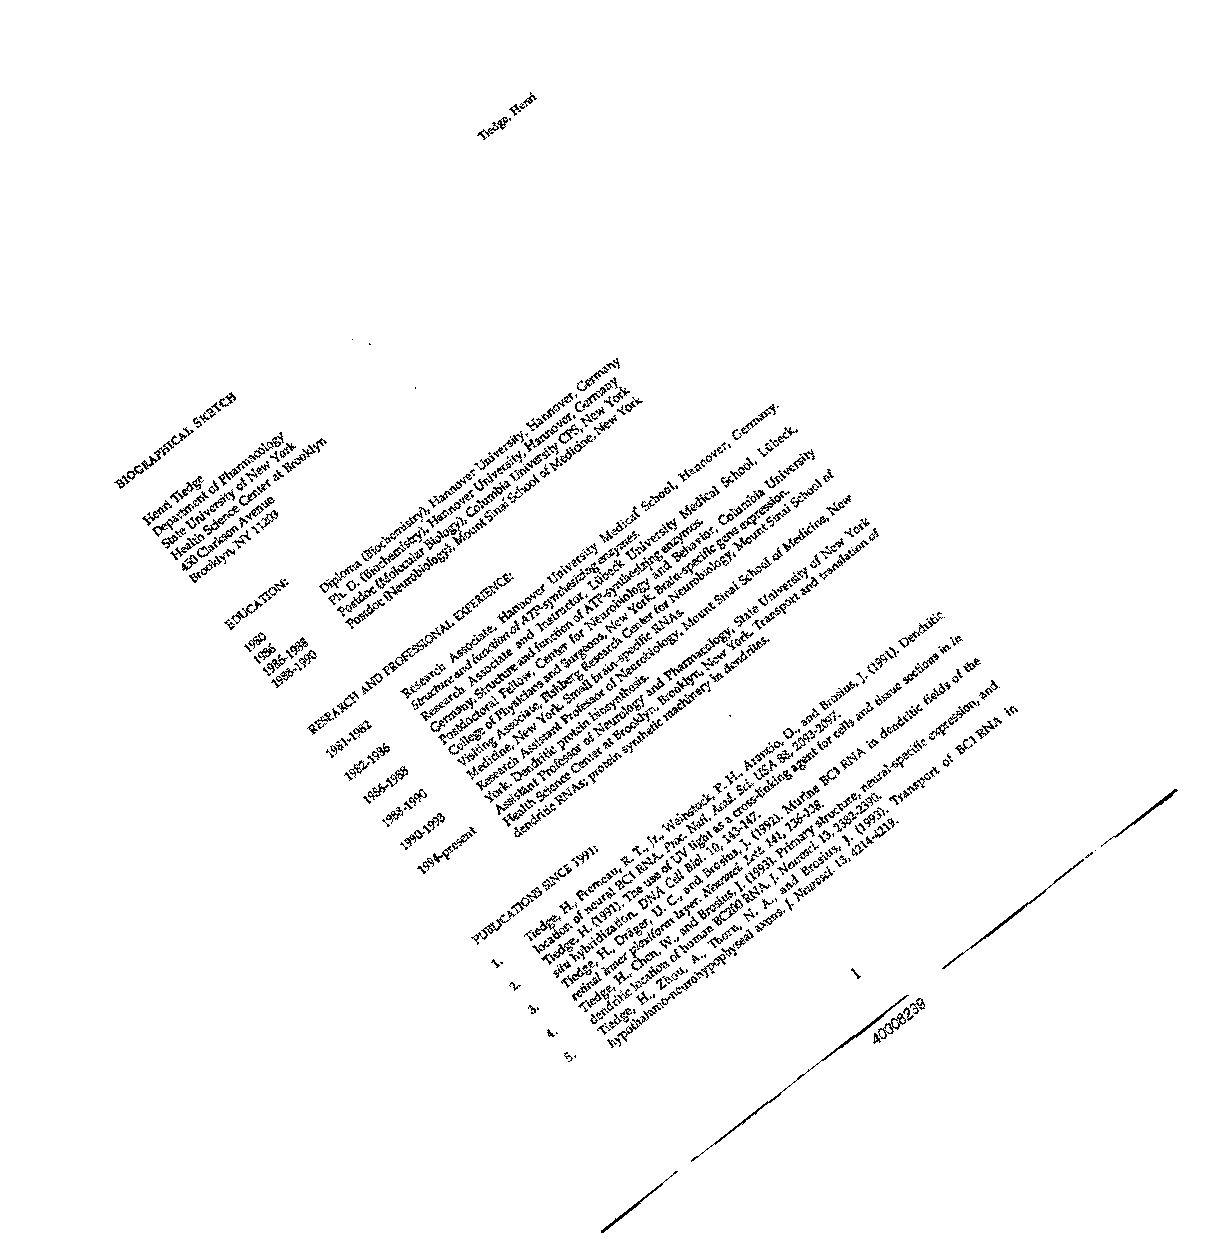 Tiedge, Henri
BIOGRAPHICAL SKETCH
Henri Tiedge
Department of Pharmacology
State University of New York
Health Science Center at Brooklyn
450 Clarkson Avenue
Brooklyn, NY 11203
EDUCATION:
1980 Diploma (Biochemistry), Hannover University, Hannover, Germany
1986 Ph. D. (Biochemistry), Hannover University, Hannover, Germany
1986-1988 Postdoc (Molecular Biology), Columbia University CPS, New York
1988-1990 Postdoc (Neurobiology), Mount Sinai School of Medicine, New York
RESEARCH AND PROFESSIONAL EXPERIENCE:
1981-1982 Research Associate, Hannover University Medical School, Hannover, Germany.
Structure and function of ATP-synthesizing enzymes.
1982-1986 Research Associate and Instructor, Lübeck University Medical School, Lübeck,
Germany. Structure and function of ATP-synthesizing enzymes.
1986-1988 Postdoctoral Fellow, Center for Neurobiology and Behavior, Columbia University
College of Physicians and Surgeons, New York. Brain-specific gene expression.
1988-1990 Visiting Associate, Fishberg Research Center for Neurobiology, Mount Sinai School of
Medicine, New York. Small brain-specific RNAs.
1990-1993 Research Assistant Professor of Neurobiology, Mount Sinai School of Medicine, New
York. Dendritic protein biosynthesis.
1994-present Assistant Professor of Neurology and Pharmacology, State University of New York
Health Science Center at Brooklyn, Brooklyn, New York. Transport and translation of
dendritic RNAs; protein synthetic machinery in dendrites.
PUBLICATIONS SINCE 1991:
1. Tiedge, H., Fremeau, R. T., Jr., Weinstock, P. H., Arancio, O., and Brosius, J. (1991). Dendritic
location of neural BC1 RNA. Proc. Natl. Acad. Sci. USA 88, 2093-2097.
2. Tiedge, H. (1991). The use of UV light as a cross-linking agent for cells and tissue sections in in
situ hybridization. DNA Cell Biol. 10, 143-147.
3. Tiedge, H., Dräger, U. C., and Brosius, J. (1992). Murine BC1 RNA in dendritic fields of the
retinal inner plexiform layer. Neurosci. Lett. 141, 136-138.
4. Tiedge, H., Chen, W., and Brosius, J. (1993). Primary structure, neural-specific expression, and
dendritic location of human BC200 RNA. J. Neurosci. 13, 2382-2390.
5. Tiedge, H., Zhou, A., Thorn, N. A., and Brosius, J. (1993). Transport of BC1 RNA in
hypothalamo-neurohypophyseal axons. J. Neurosci. 13, 4214-4219.
1
40008239